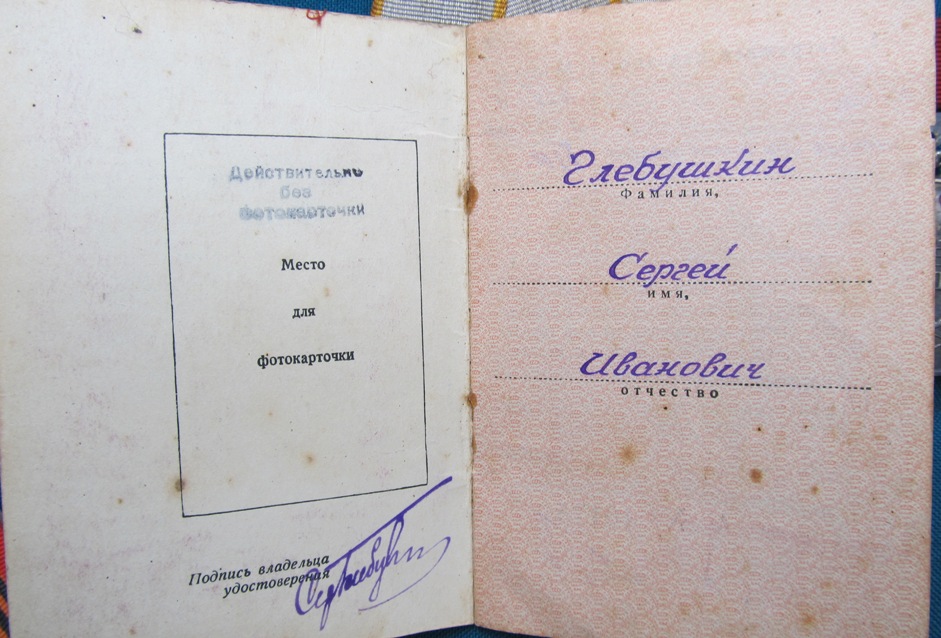 Действительно
без
фотокарточки
Место
для
фотокарточки
Подпись владельца
удостоверения
Глебушкин
фамилия,
Сергей
имя,
Иванович
отчество